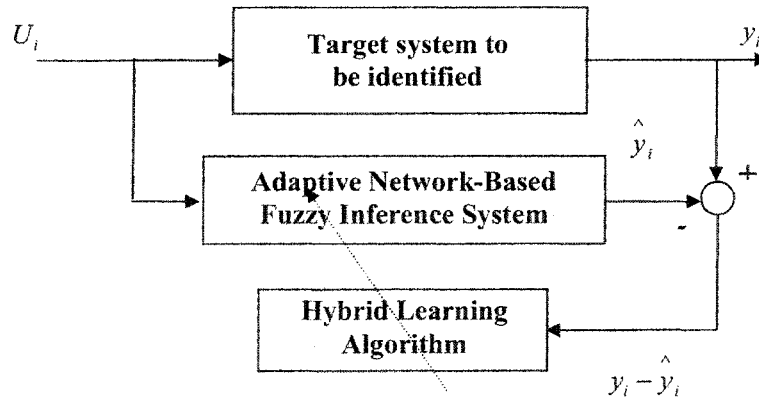 U_i
Target system to
be identified
y_i
ŷ_i
Adaptive Network-Based
Fuzzy Inference System
+
-
Hybrid Learning
Algorithm
y_i - ŷ_i